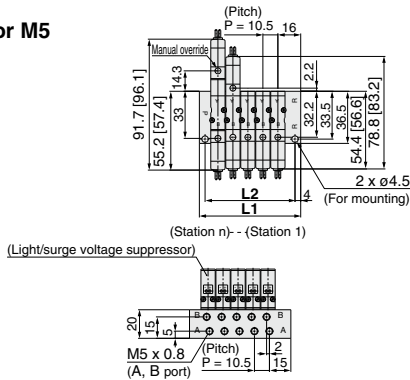 or M5
(Pitch)
P = 10.5
16
Manual override
14.3
2.2
91.7 [96.1]
55.2 [57.4]
33
32.2
33.5
36.5
54.4 [56.6]
78.8 [83.2]
P
R
R
2 x ø4.5
(For mounting)
L2
4
L1
(Station n)- - (Station 1)
(Light/surge voltage suppressor)
20
15
5
B
B
A
A
2
M5 x 0.8
(A, B port)
(Pitch)
P = 10.5
15